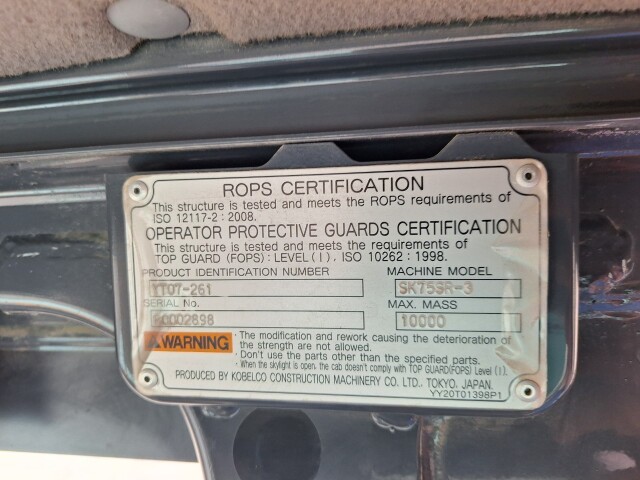 ROPS CERTIFICATION
This structure is tested and meets the ROPS requirements of
ISO 12117-2 : 2008.
OPERATOR PROTECTIVE GUARDS CERTIFICATION
This structure is tested and meets the requirements of
TOP GUARD (FOPS) : LEVEL ( I ) , ISO 10262 : 1998.
PRODUCT IDENTIFICATION NUMBER MACHINE MODEL
YT07-261 SK75SR-3
SERIAL No. MAX. MASS
10000
WARNING
· The modification and rework causing the deterioration of
the strength are not allowed.
· Don't use the parts other than the specified parts.
· When the skylight is open, the cab doesn't comply with TOP GUARD(FOPS) Level ( I ) .
PRODUCED BY KOBELCO CONSTRUCTION MACHINERY CO. LTD., TOKYO, JAPAN.
YY20T01398P1